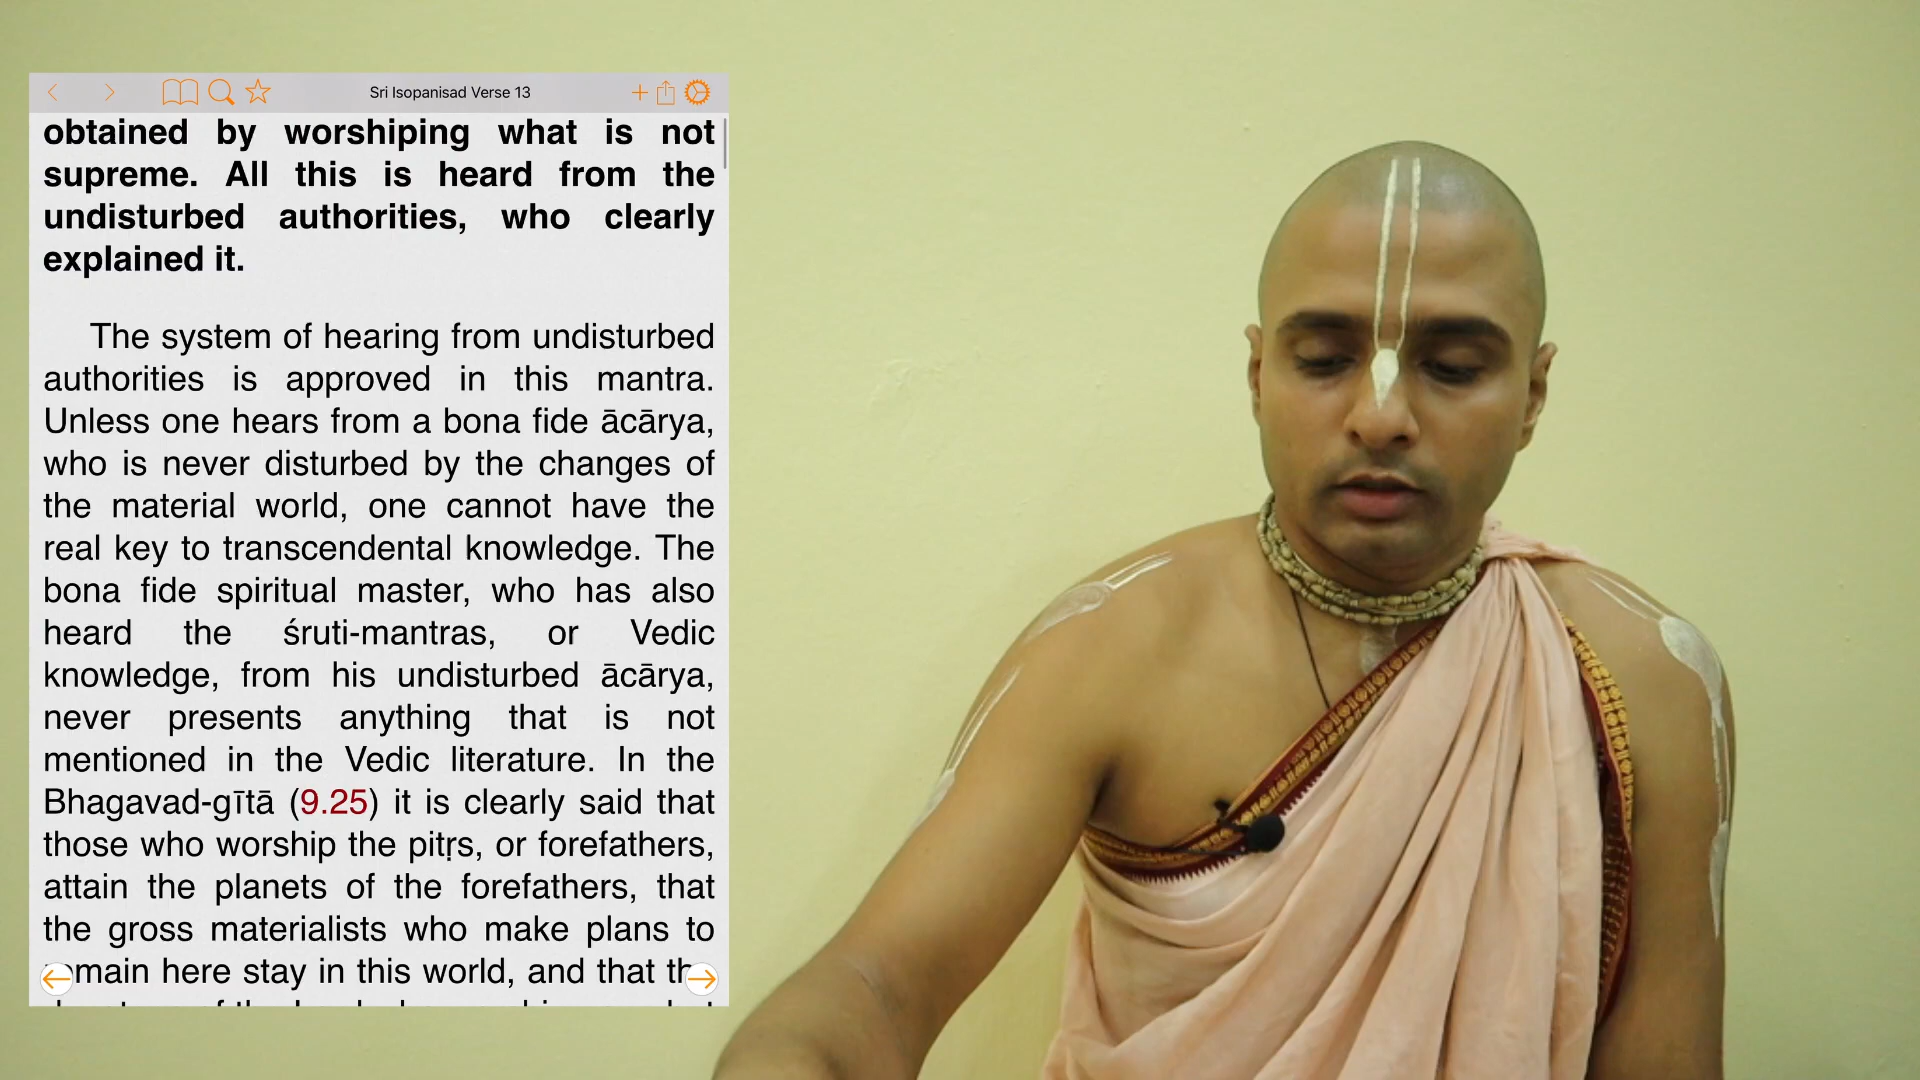 Sri Isopanisad Verse 13
obtained by worshiping what is not
supreme. All this is heard from the
undisturbed authorities, who clearly
explained it.
The system of hearing from undisturbed
authorities is approved in this mantra.
Unless one hears from a bona fide ācārya,
who is never disturbed by the changes of
the material world, one cannot have the
real key to transcendental knowledge. The
bona fide spiritual master, who has also
heard the śruti-mantras, or Vedic
knowledge, from his undisturbed ācārya,
never presents anything that is not
mentioned in the Vedic literature. In the
Bhagavad-gītā (9.25) it is clearly said that
those who worship the pitṛs, or forefathers,
attain the planets of the forefathers, that
the gross materialists who make plans to
here stay in this world, and that